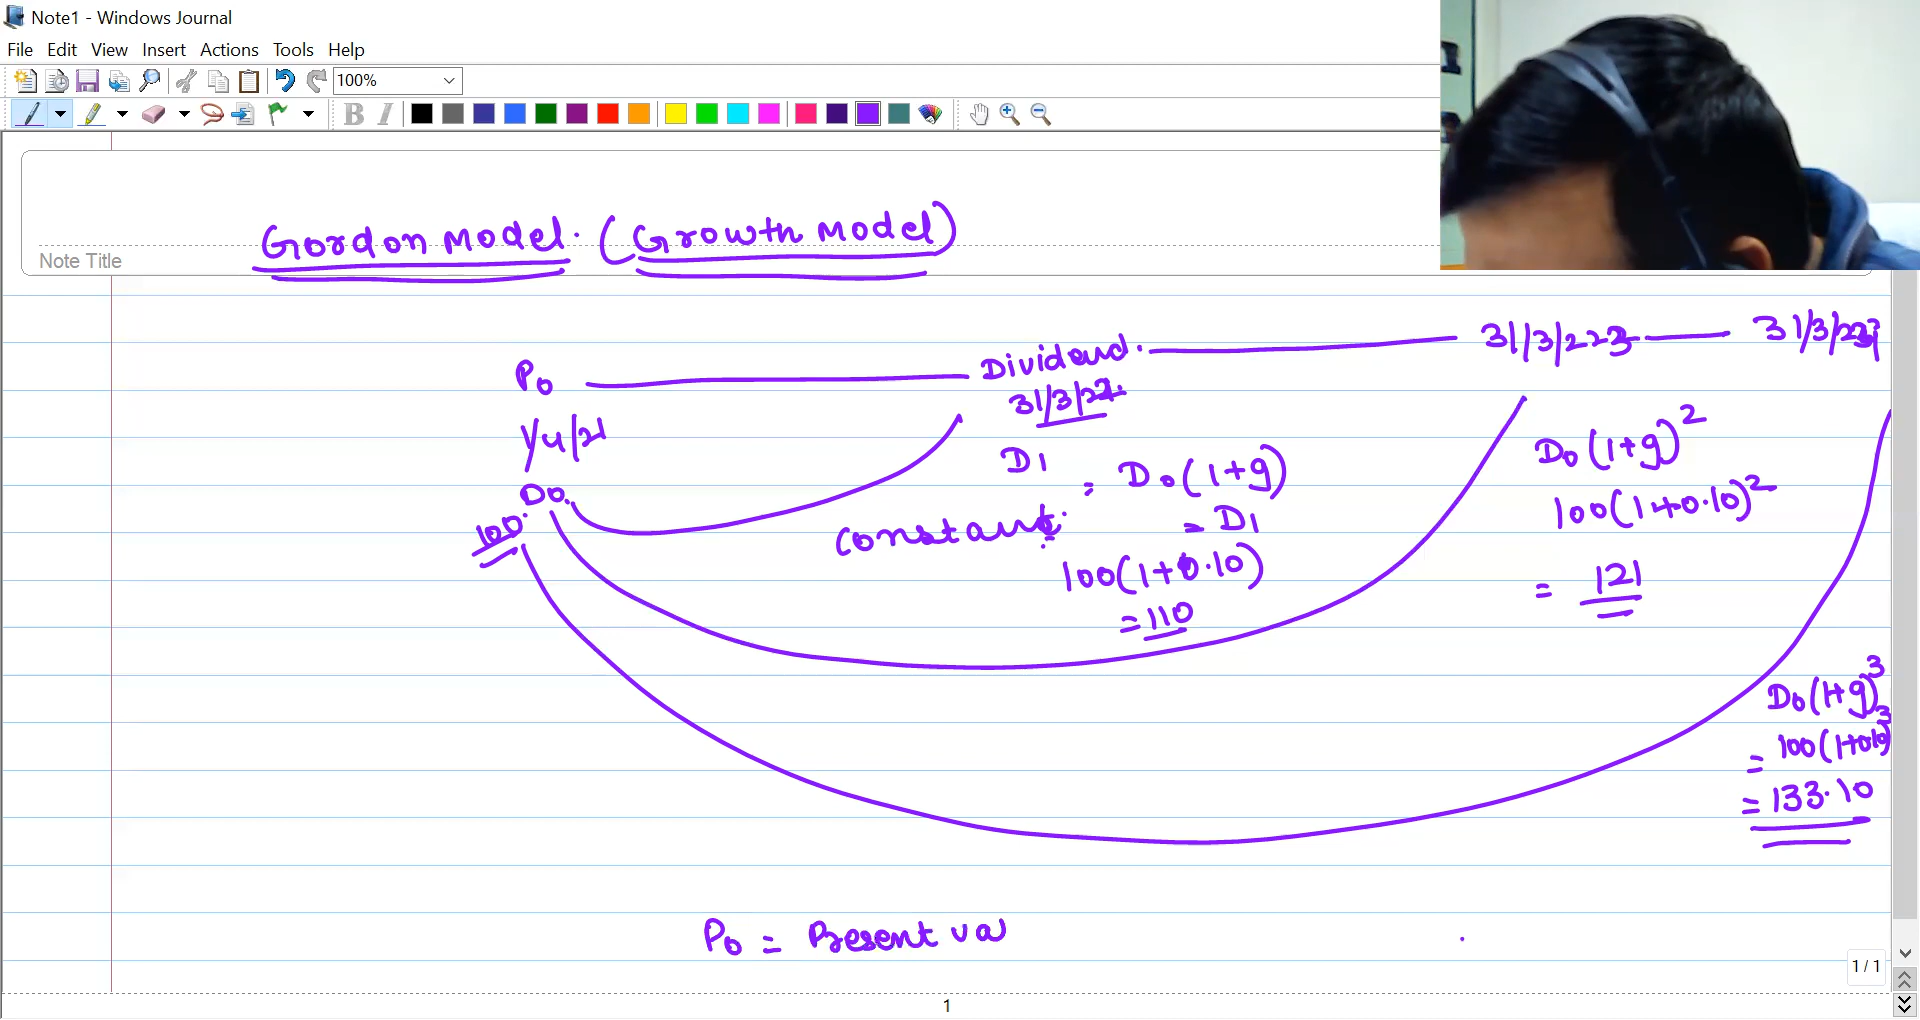 Note1 - Windows Journal
File Edit View Insert Actions Tools Help
100%
B I
Gordon Model. (Growth Model)
Note Title
P0 Dividend. 31/3/223 31/3/23
31/3/22
1/4/21
D0
100
D1 = D0(1+g)
= D1
constant
100(1+0.10)
= 110
D0(1+g)2
100(1+0.10)2
= 121
D0(1+g)3
= 100(1+0.10)3
= 133.10
P0 = Present va
1 / 1
1